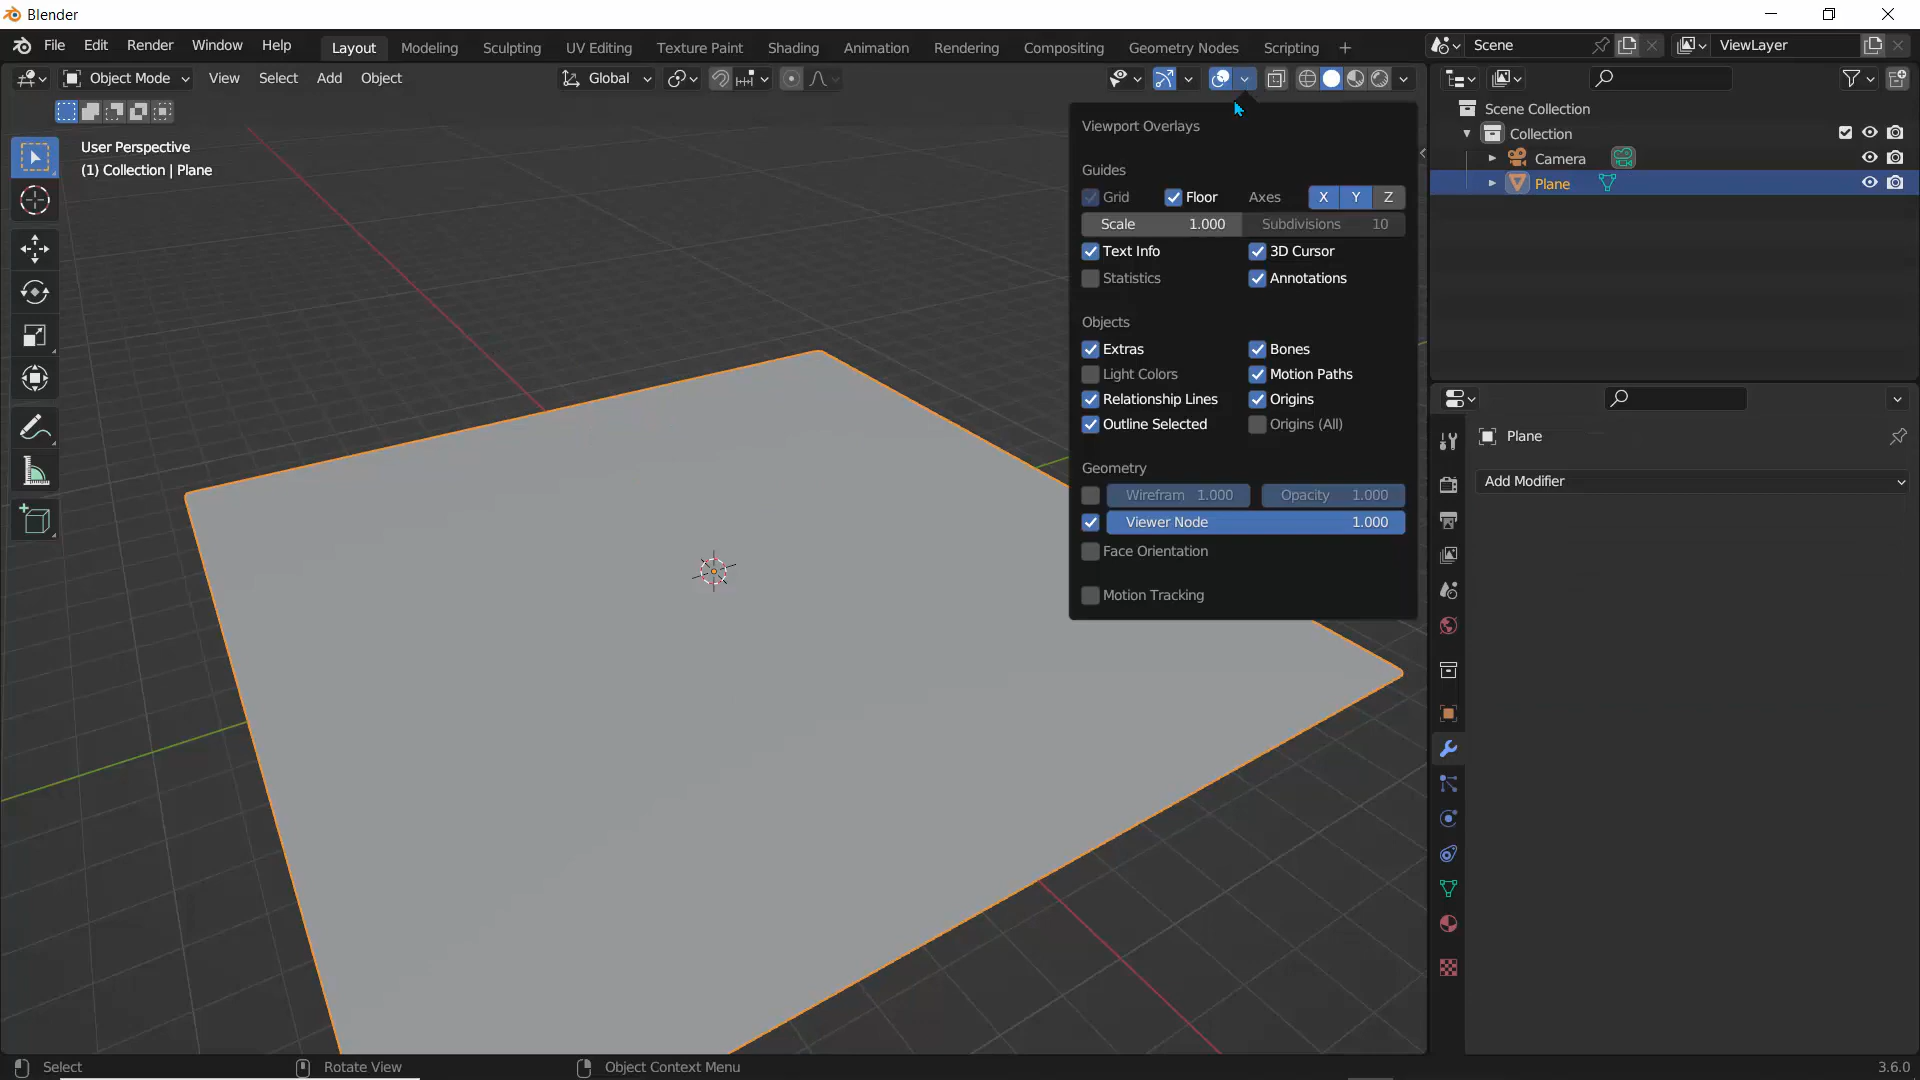 Blender
File Edit Render Window Help Layout Modeling Sculpting UV Editing Texture Paint Shading Animation Rendering Compositing Geometry Nodes Scripting + Scene ViewLayer
Object Mode View Select Add Object Global
User Perspective
(1) Collection | Plane
Viewport Overlays
Guides
Grid Floor Axes X Y Z
Scale 1.000 Subdivisions 10
Text Info 3D Cursor
Statistics Annotations
Objects
Extras Bones
Light Colors Motion Paths
Relationship Lines Origins
Outline Selected Origins (All)
Geometry
Wirefram 1.000 Opacity 1.000
Viewer Node 1.000
Face Orientation
Motion Tracking
Scene Collection
Collection
Camera
Plane
Plane
Add Modifier
Select Rotate View Object Context Menu 3.6.0